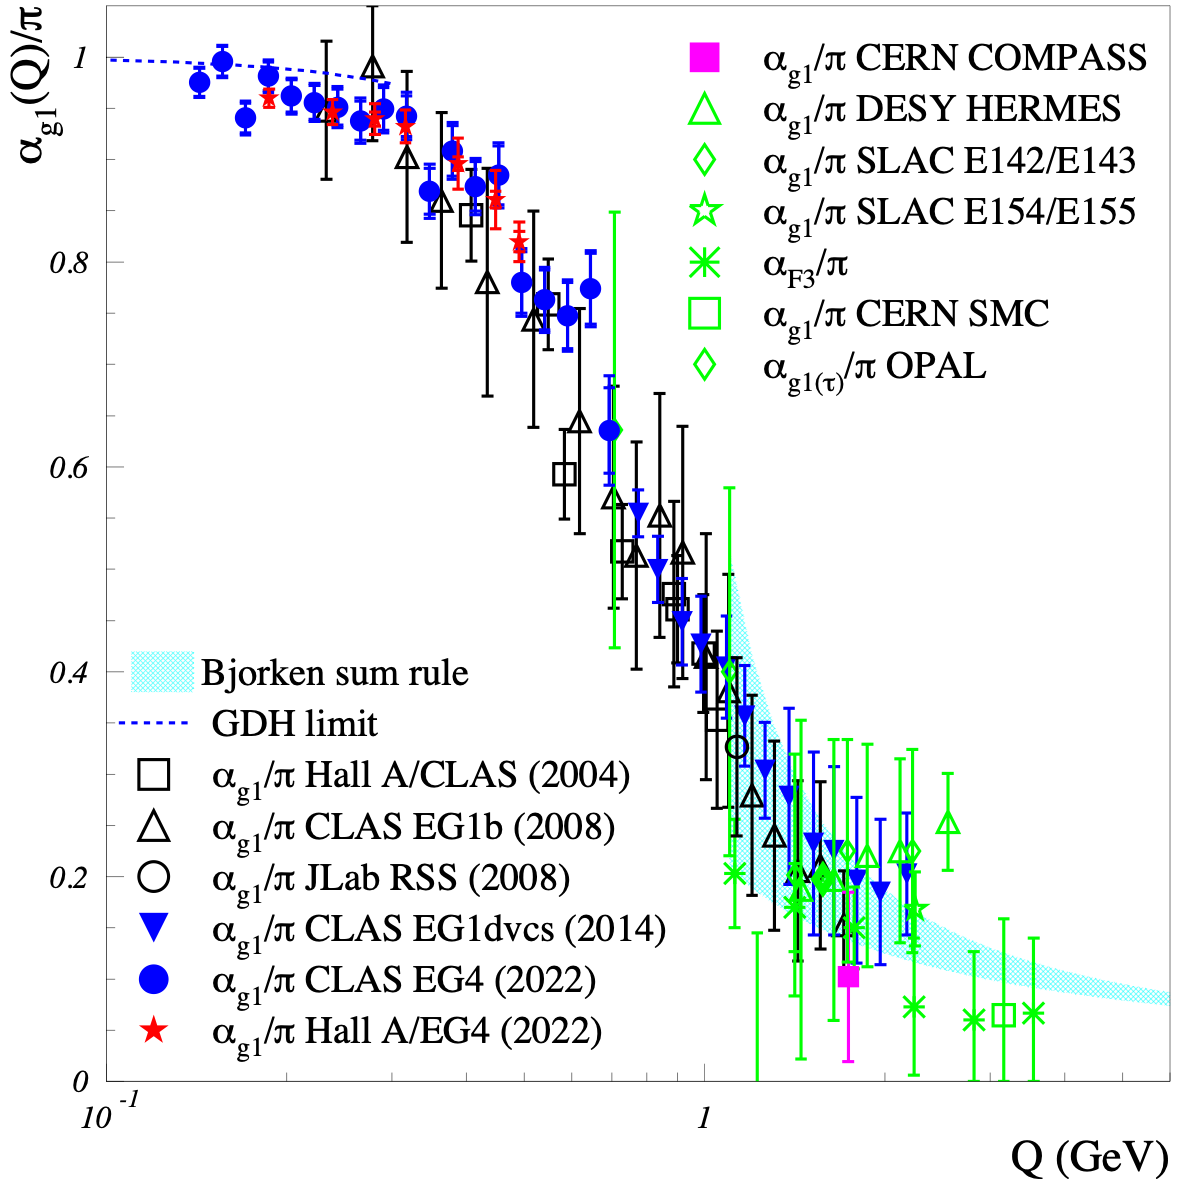 α_g1(Q)/π
1
0.8
0.6
0.4
0.2
0
10^-1
1
Q (GeV)
α_g1/π CERN COMPASS
α_g1/π DESY HERMES
α_g1/π SLAC E142/E143
α_g1/π SLAC E154/E155
α_F3/π
α_g1/π CERN SMC
α_g1(τ)/π OPAL
Bjorken sum rule
GDH limit
α_g1/π Hall A/CLAS (2004)
α_g1/π CLAS EG1b (2008)
α_g1/π JLab RSS (2008)
α_g1/π CLAS EG1dvcs (2014)
α_g1/π CLAS EG4 (2022)
α_g1/π Hall A/EG4 (2022)